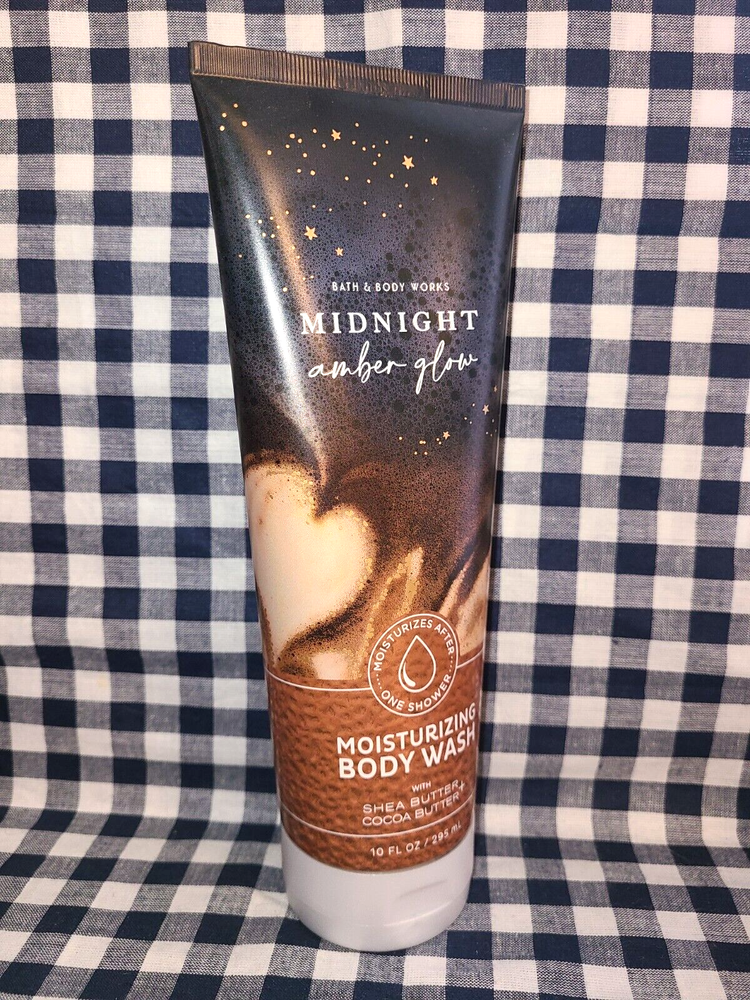 BATH & BODY WORKS
MIDNIGHT
amber glow
MOISTURIZES AFTER
ONE SHOWER
MOISTURIZING
BODY WASH
WITH
SHEA BUTTER +
COCOA BUTTER
10 FL OZ / 295 mL